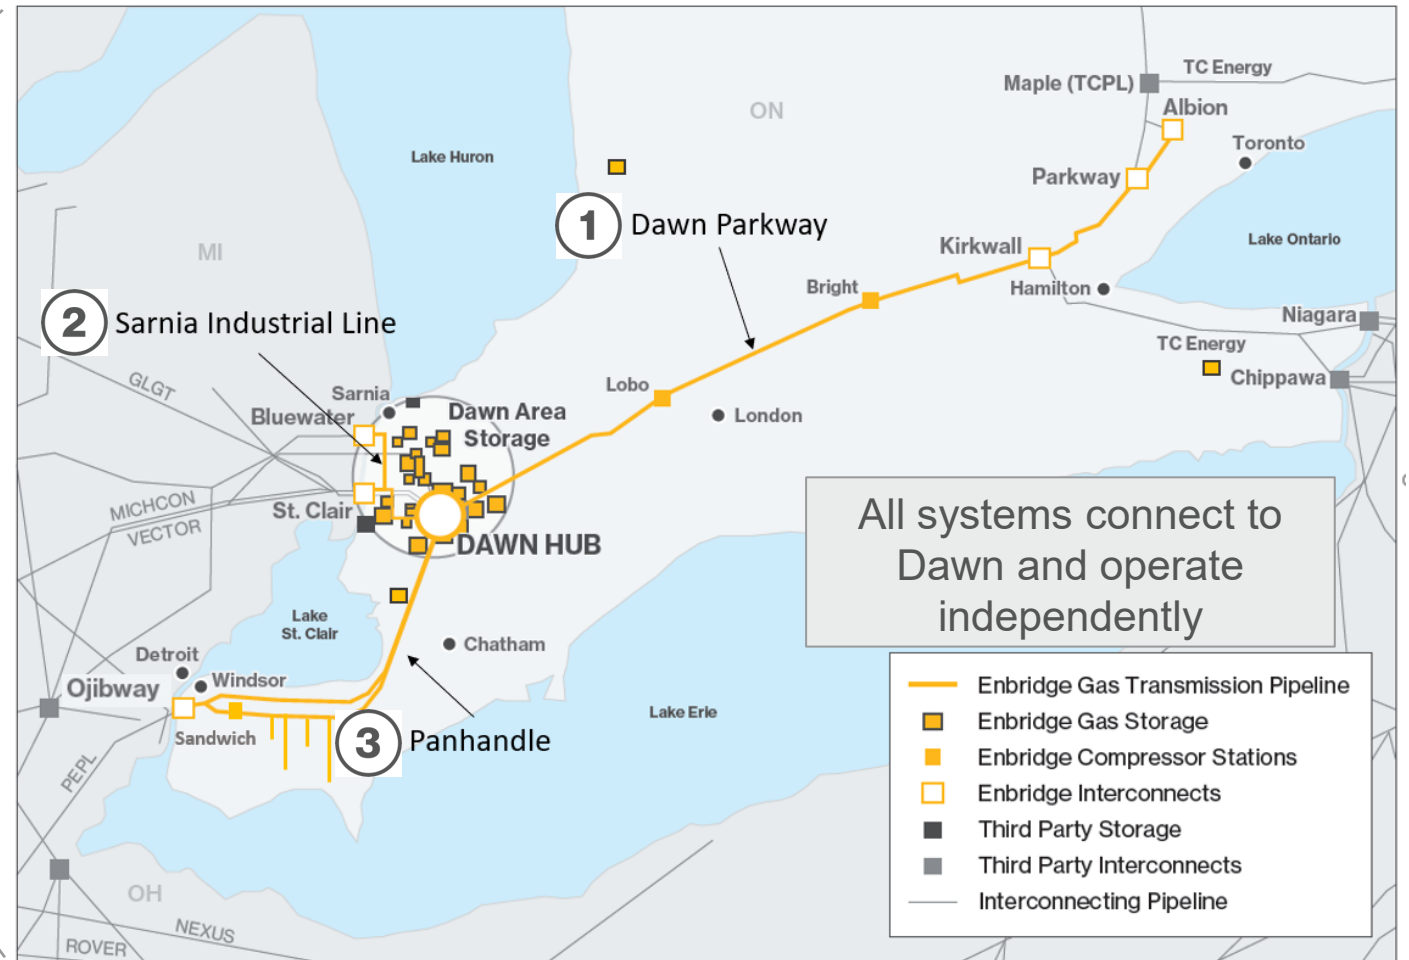 TC Energy
Maple (TCPL)
Albion
ON
Toronto
Lake Huron
Parkway
1 Dawn Parkway
Lake Ontario
Kirkwall
MI
Bright
Hamilton
Niagara
2 Sarnia Industrial Line
TC Energy
Chippawa
GLGT
Lobo
Sarnia
Bluewater
Dawn Area
Storage
London
MICHCON
VECTOR
St. Clair
DAWN HUB
All systems connect to
Dawn and operate
independently
Lake
St. Clair
Chatham
Detroit
Windsor
Ojibway
Sandwich
3 Panhandle
Lake Erie
PEPL
OH
NEXUS
ROVER
Enbridge Gas Transmission Pipeline
Enbridge Gas Storage
Enbridge Compressor Stations
Enbridge Interconnects
Third Party Storage
Third Party Interconnects
Interconnecting Pipeline